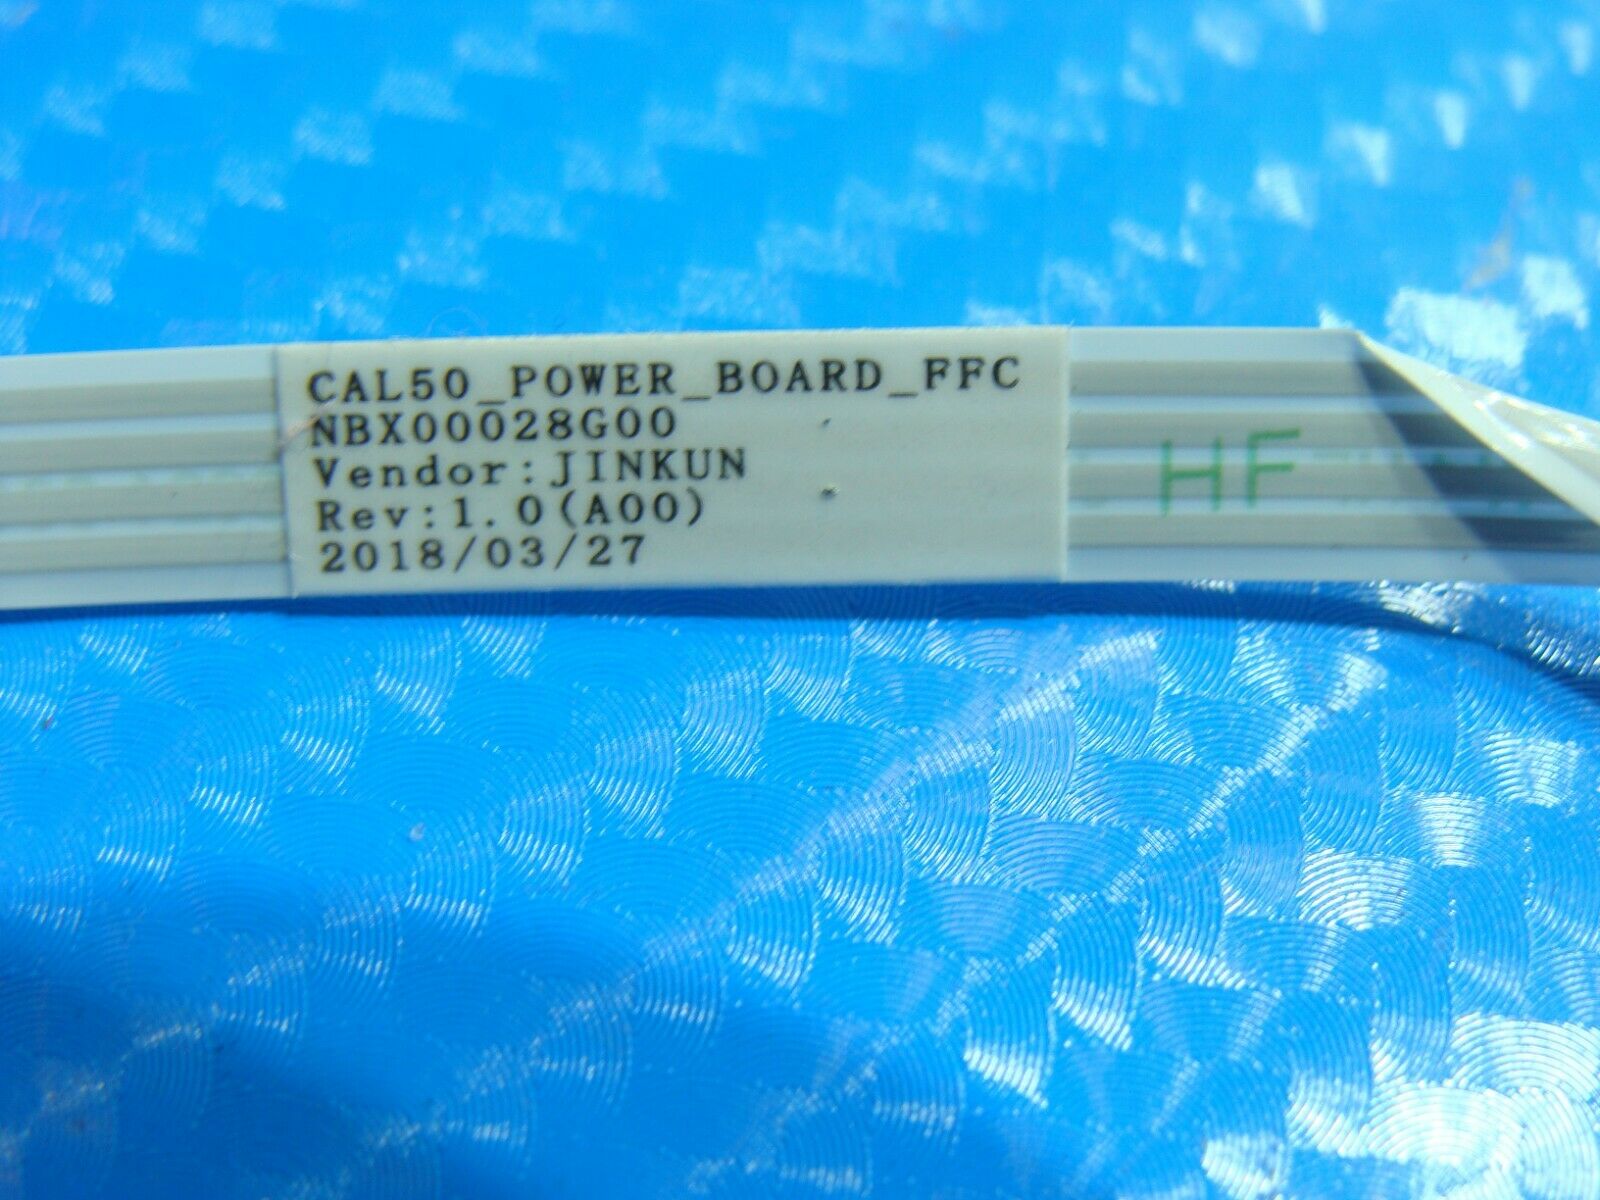 CAL50_POWER_BOARD_FFC
NBX00028G00
Vendor:JINKUN
Rev:1.0(A00)
2018/03/27
HF